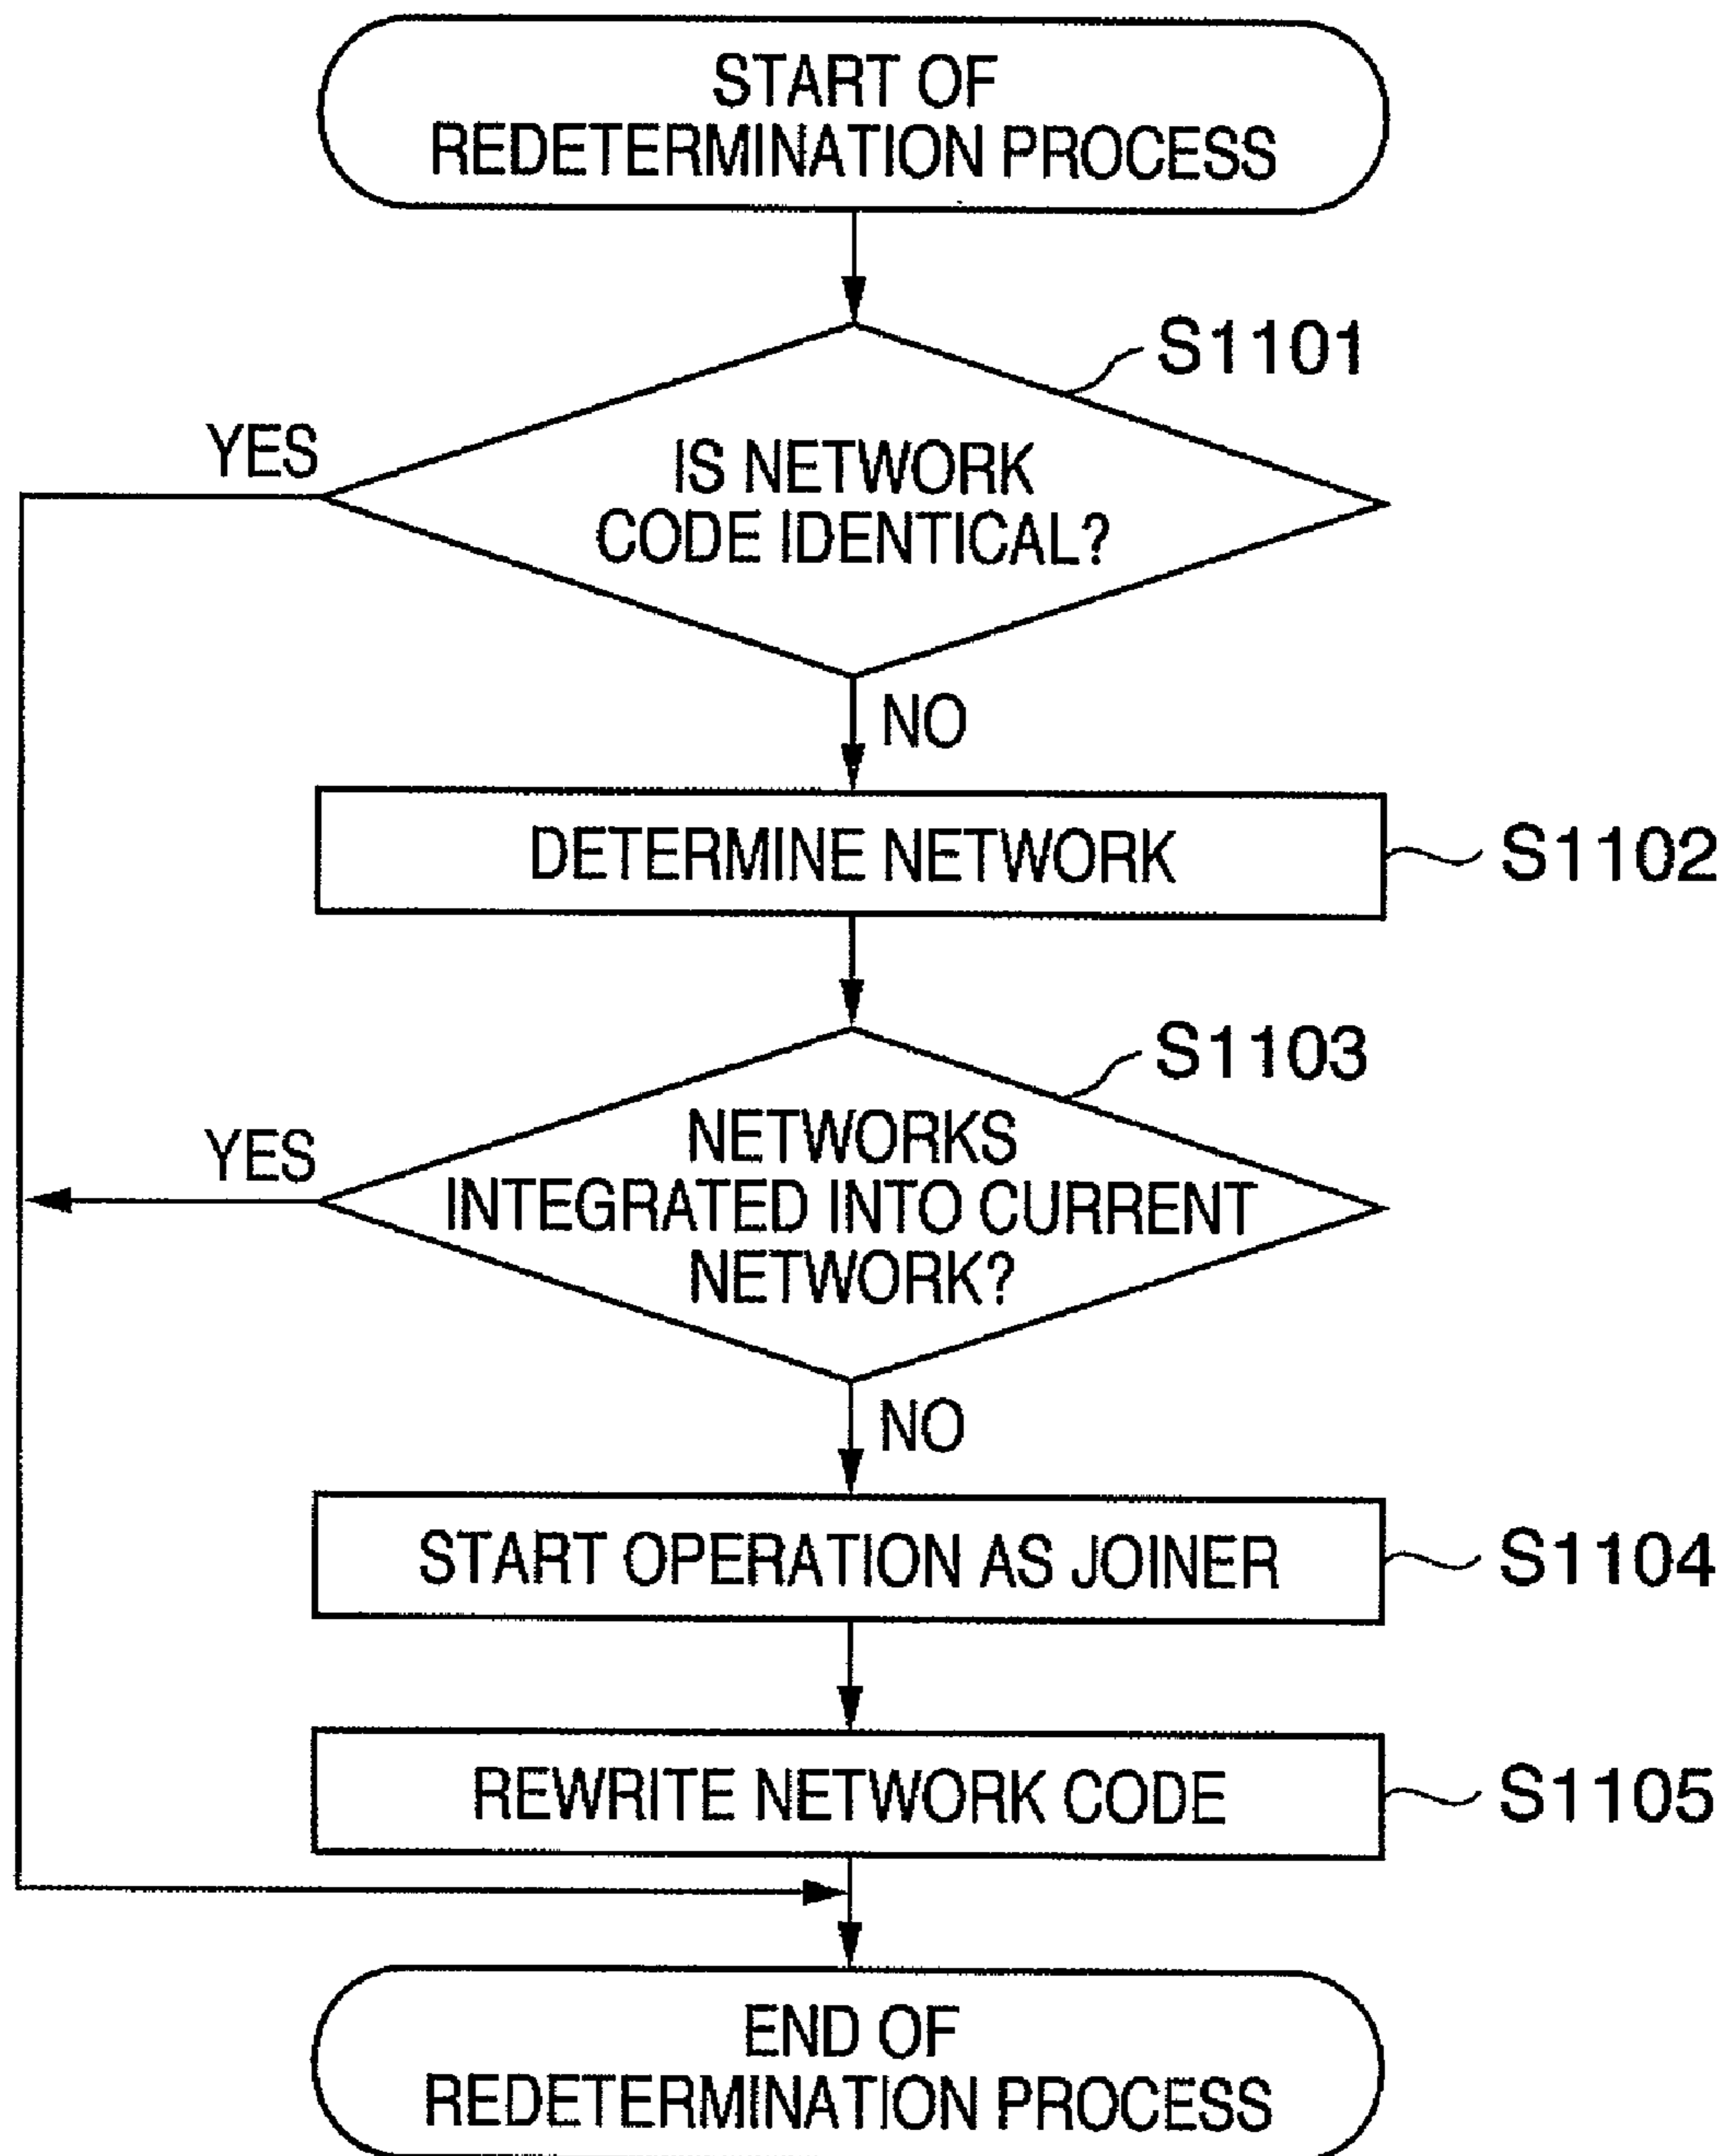 START OF
REDETERMINATION PROCESS
S1101
YES
IS NETWORK
CODE IDENTICAL?
NO
DETERMINE NETWORK
S1102
S1103
YES
NETWORKS
INTEGRATED INTO CURRENT
NETWORK?
NO
START OPERATION AS JOINER
S1104
REWRITE NETWORK CODE
S1105
END OF
REDETERMINATION PROCESS